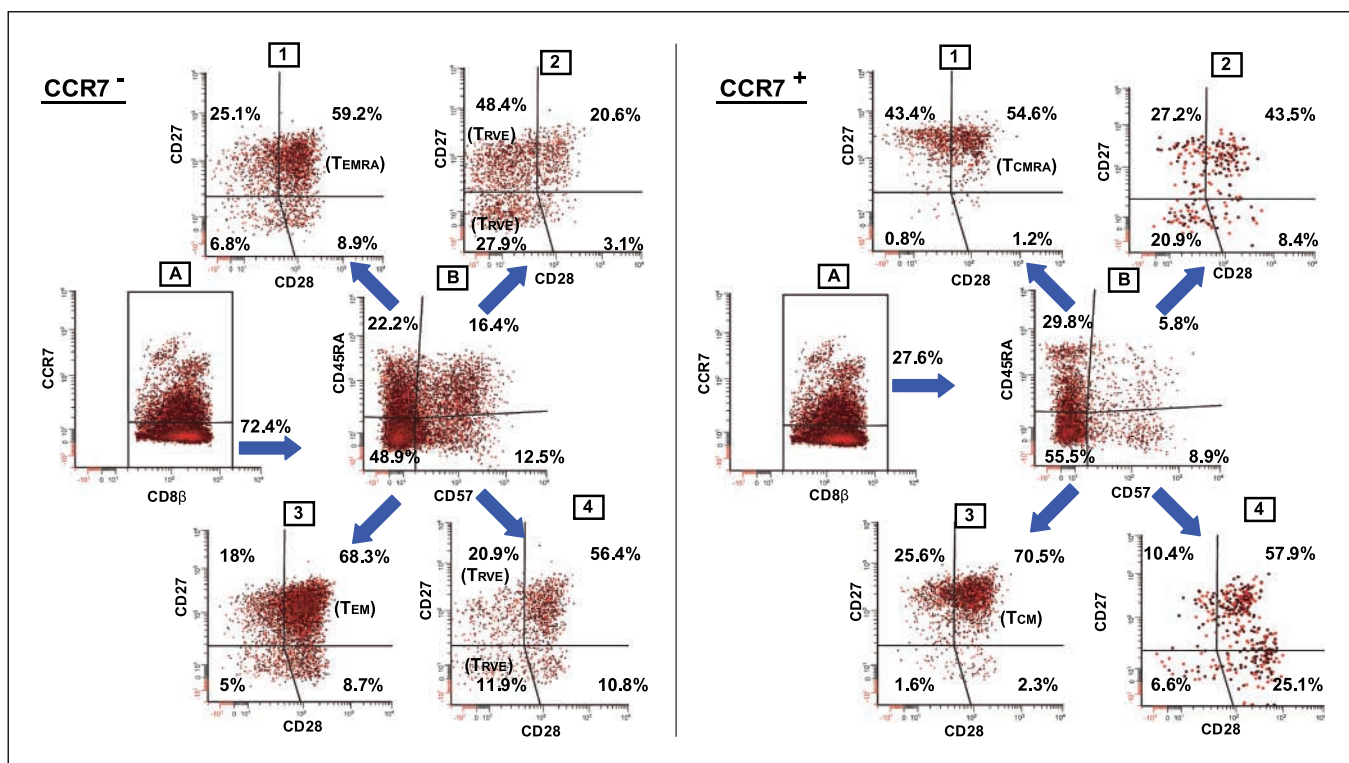 CCR7 -
1
25.1%
59.2%
CD27
(TEMRA)
6.8%
8.9%
CD28
2
48.4%
20.6%
CD27
(TRVE)
(TRVE)
27.9%
3.1%
CD28
A
CCR7
72.4%
CD8β
B
22.2%
16.4%
CD45RA
48.9%
12.5%
CD57
3
18%
68.3%
CD27
(TEM)
5%
8.7%
CD28
4
20.9%
56.4%
(TRVE)
CD27
(TRVE)
11.9%
10.8%
CD28
CCR7 +
1
43.4%
54.6%
CD27
(TCMRA)
0.8%
1.2%
CD28
2
27.2%
43.5%
CD27
20.9%
8.4%
CD28
A
27.6%
CCR7
CD8β
B
29.8%
5.8%
CD45RA
55.5%
8.9%
CD57
3
25.6%
70.5%
CD27
(TCM)
1.6%
2.3%
CD28
4
10.4%
57.9%
CD27
6.6%
25.1%
CD28